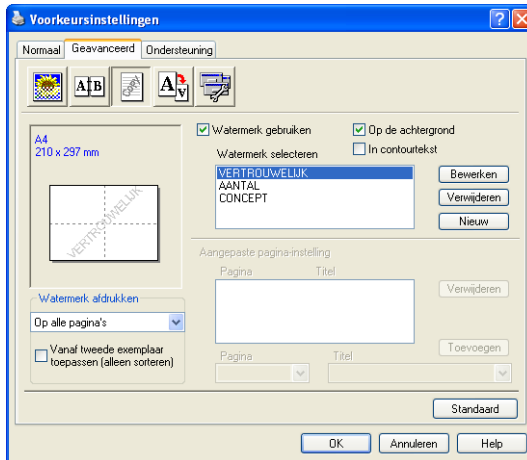 Voorkeursinstellingen
Normaal Geavanceerd Ondersteuning
A B copy A A
A4
210 x 297 mm
VERTROUWELIJK
Watermerk afdrukken
Op alle pagina's
Vanaf tweede exemplaar
toepassen (alleen sorteren)
Watermerk gebruiken Op de achtergrond
In contourtekst
Watermerk selecteren
VERTROUWELIJK
AANTAL
CONCEPT
Bewerken
Verwijderen
Nieuw
Aangepaste pagina-instelling
Pagina Titel
Verwijderen
Toevoegen
Pagina Titel
Standaard
OK Annuleren Help